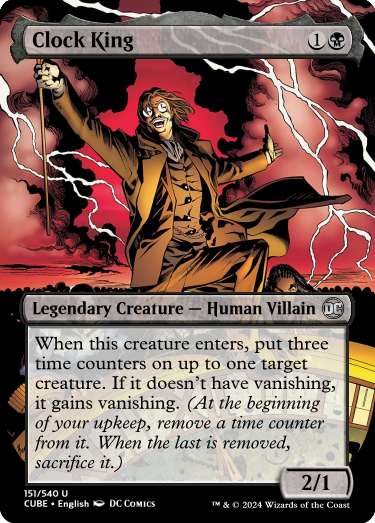 Clock King 1
Legendary Creature — Human Villain DC
When this creature enters, put three
time counters on up to one target
creature. If it doesn't have vanishing,
it gains vanishing. (At the beginning
of your upkeep, remove a time counter
from it. When the last is removed,
sacrifice it.)
2/1
151/540 U
CUBE • English DC COMICS
™ & © 2024 Wizards of the Coast